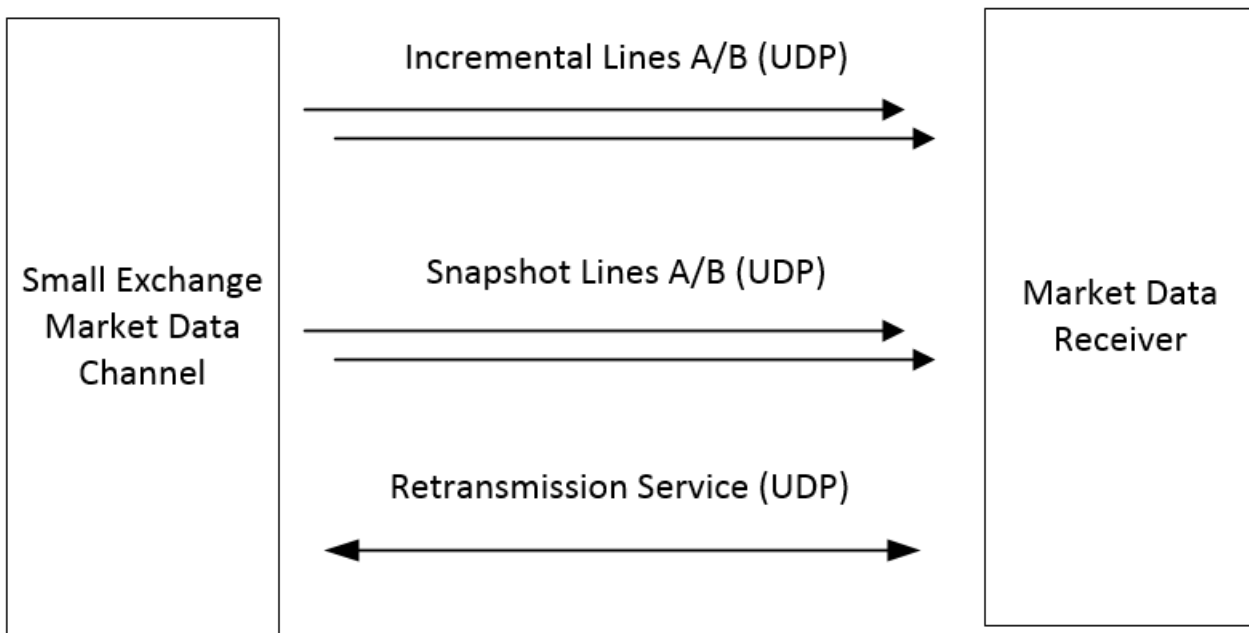 Incremental Lines A/B (UDP)
Small Exchange
Market Data
Channel
Snapshot Lines A/B (UDP)
Market Data
Receiver
Retransmission Service (UDP)